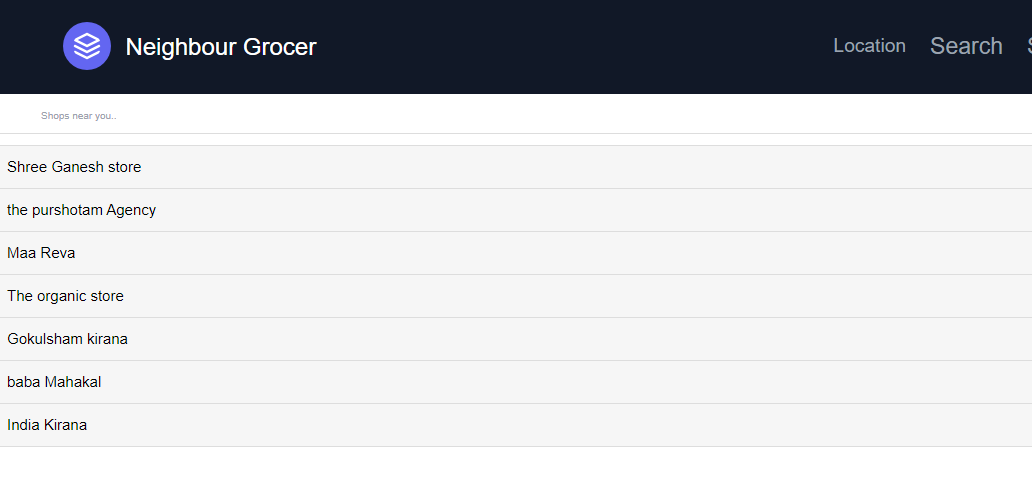 Neighbour Grocer Location Search
Shops near you..
Shree Ganesh store
the purshotam Agency
Maa Reva
The organic store
Gokulsham kirana
baba Mahakal
India Kirana